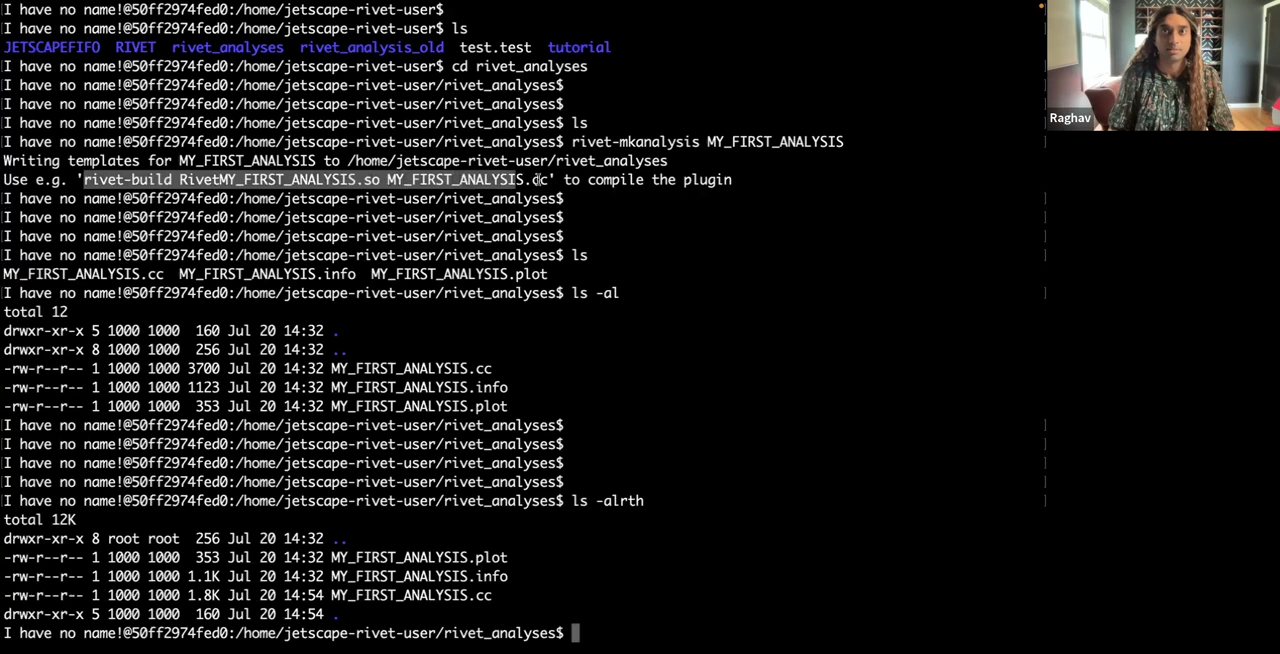 I have no name!@50ff2974fed0:/home/jetscape-rivet-user$
I have no name!@50ff2974fed0:/home/jetscape-rivet-user$ ls
JETSCAPEFIFO RIVET rivet_analyses rivet_analysis_old test.test tutorial
I have no name!@50ff2974fed0:/home/jetscape-rivet-user$ cd rivet_analyses
I have no name!@50ff2974fed0:/home/jetscape-rivet-user/rivet_analyses$
I have no name!@50ff2974fed0:/home/jetscape-rivet-user/rivet_analyses$
I have no name!@50ff2974fed0:/home/jetscape-rivet-user/rivet_analyses$ ls
I have no name!@50ff2974fed0:/home/jetscape-rivet-user/rivet_analyses$ rivet-mkanalysis MY_FIRST_ANALYSIS
Writing templates for MY_FIRST_ANALYSIS to /home/jetscape-rivet-user/rivet_analyses
Use e.g. 'rivet-build RivetMY_FIRST_ANALYSIS.so MY_FIRST_ANALYSIS.cc' to compile the plugin
I have no name!@50ff2974fed0:/home/jetscape-rivet-user/rivet_analyses$
I have no name!@50ff2974fed0:/home/jetscape-rivet-user/rivet_analyses$
I have no name!@50ff2974fed0:/home/jetscape-rivet-user/rivet_analyses$
I have no name!@50ff2974fed0:/home/jetscape-rivet-user/rivet_analyses$ ls
MY_FIRST_ANALYSIS.cc MY_FIRST_ANALYSIS.info MY_FIRST_ANALYSIS.plot
I have no name!@50ff2974fed0:/home/jetscape-rivet-user/rivet_analyses$ ls -al
total 12
drwxr-xr-x 5 1000 1000 160 Jul 20 14:32 .
drwxr-xr-x 8 1000 1000 256 Jul 20 14:32 ..
-rw-r--r-- 1 1000 1000 3700 Jul 20 14:32 MY_FIRST_ANALYSIS.cc
-rw-r--r-- 1 1000 1000 1123 Jul 20 14:32 MY_FIRST_ANALYSIS.info
-rw-r--r-- 1 1000 1000 353 Jul 20 14:32 MY_FIRST_ANALYSIS.plot
I have no name!@50ff2974fed0:/home/jetscape-rivet-user/rivet_analyses$
I have no name!@50ff2974fed0:/home/jetscape-rivet-user/rivet_analyses$
I have no name!@50ff2974fed0:/home/jetscape-rivet-user/rivet_analyses$
I have no name!@50ff2974fed0:/home/jetscape-rivet-user/rivet_analyses$
I have no name!@50ff2974fed0:/home/jetscape-rivet-user/rivet_analyses$ ls -alrth
total 12K
drwxr-xr-x 8 root root 256 Jul 20 14:32 ..
-rw-r--r-- 1 1000 1000 353 Jul 20 14:32 MY_FIRST_ANALYSIS.plot
-rw-r--r-- 1 1000 1000 1.1K Jul 20 14:32 MY_FIRST_ANALYSIS.info
-rw-r--r-- 1 1000 1000 1.8K Jul 20 14:54 MY_FIRST_ANALYSIS.cc
drwxr-xr-x 5 1000 1000 160 Jul 20 14:54 .
I have no name!@50ff2974fed0:/home/jetscape-rivet-user/rivet_analyses$
Raghav